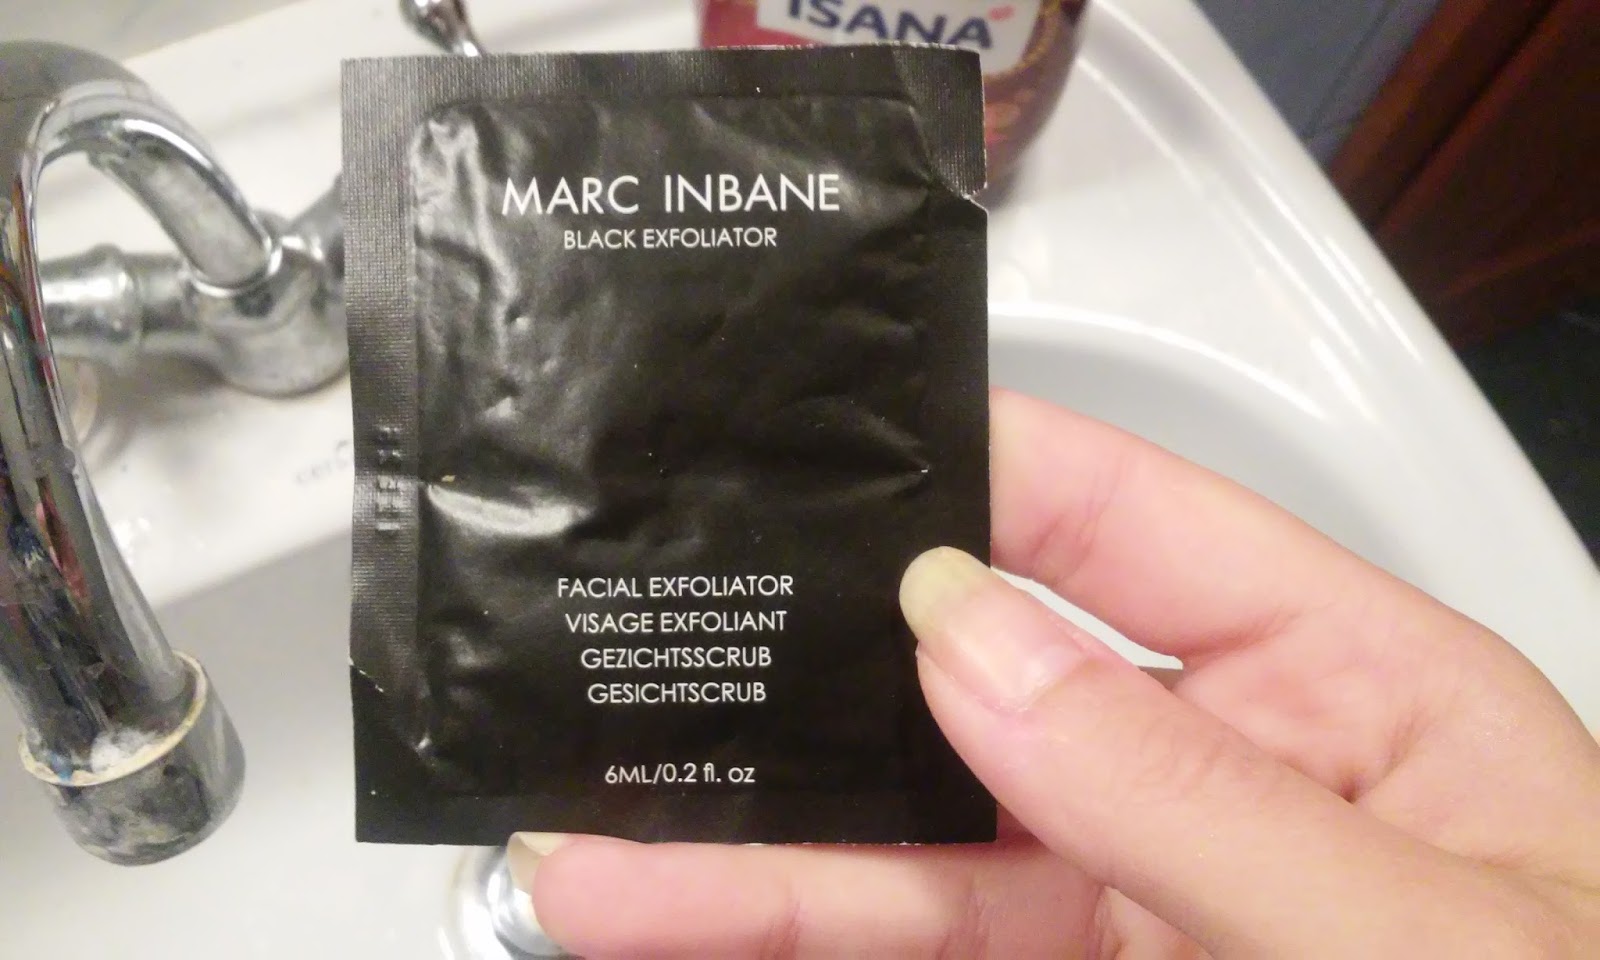 ISANA
MARC INBANE
BLACK EXFOLIATOR
FACIAL EXFOLIATOR
VISAGE EXFOLIANT
GEZICHTSSCRUB
GESICHTSCRUB
6ML/0.2 fl. oz